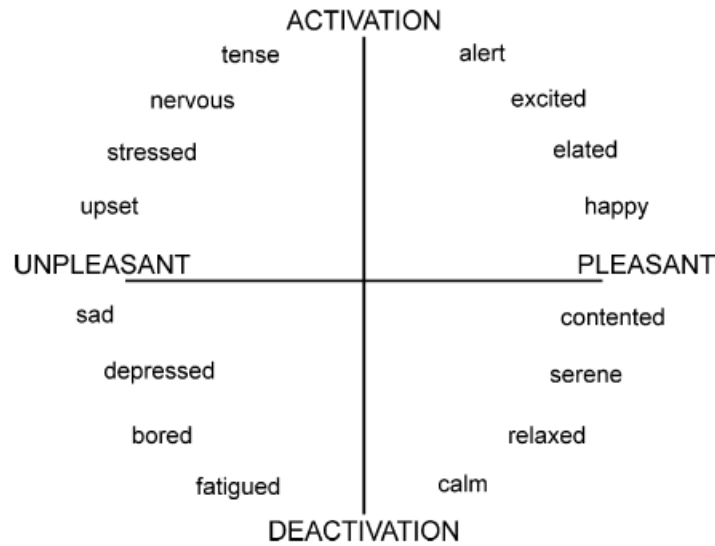 ACTIVATION
tense alert
nervous excited
stressed elated
upset happy
UNPLEASANT PLEASANT
sad contented
depressed serene
bored relaxed
fatigued calm
DEACTIVATION